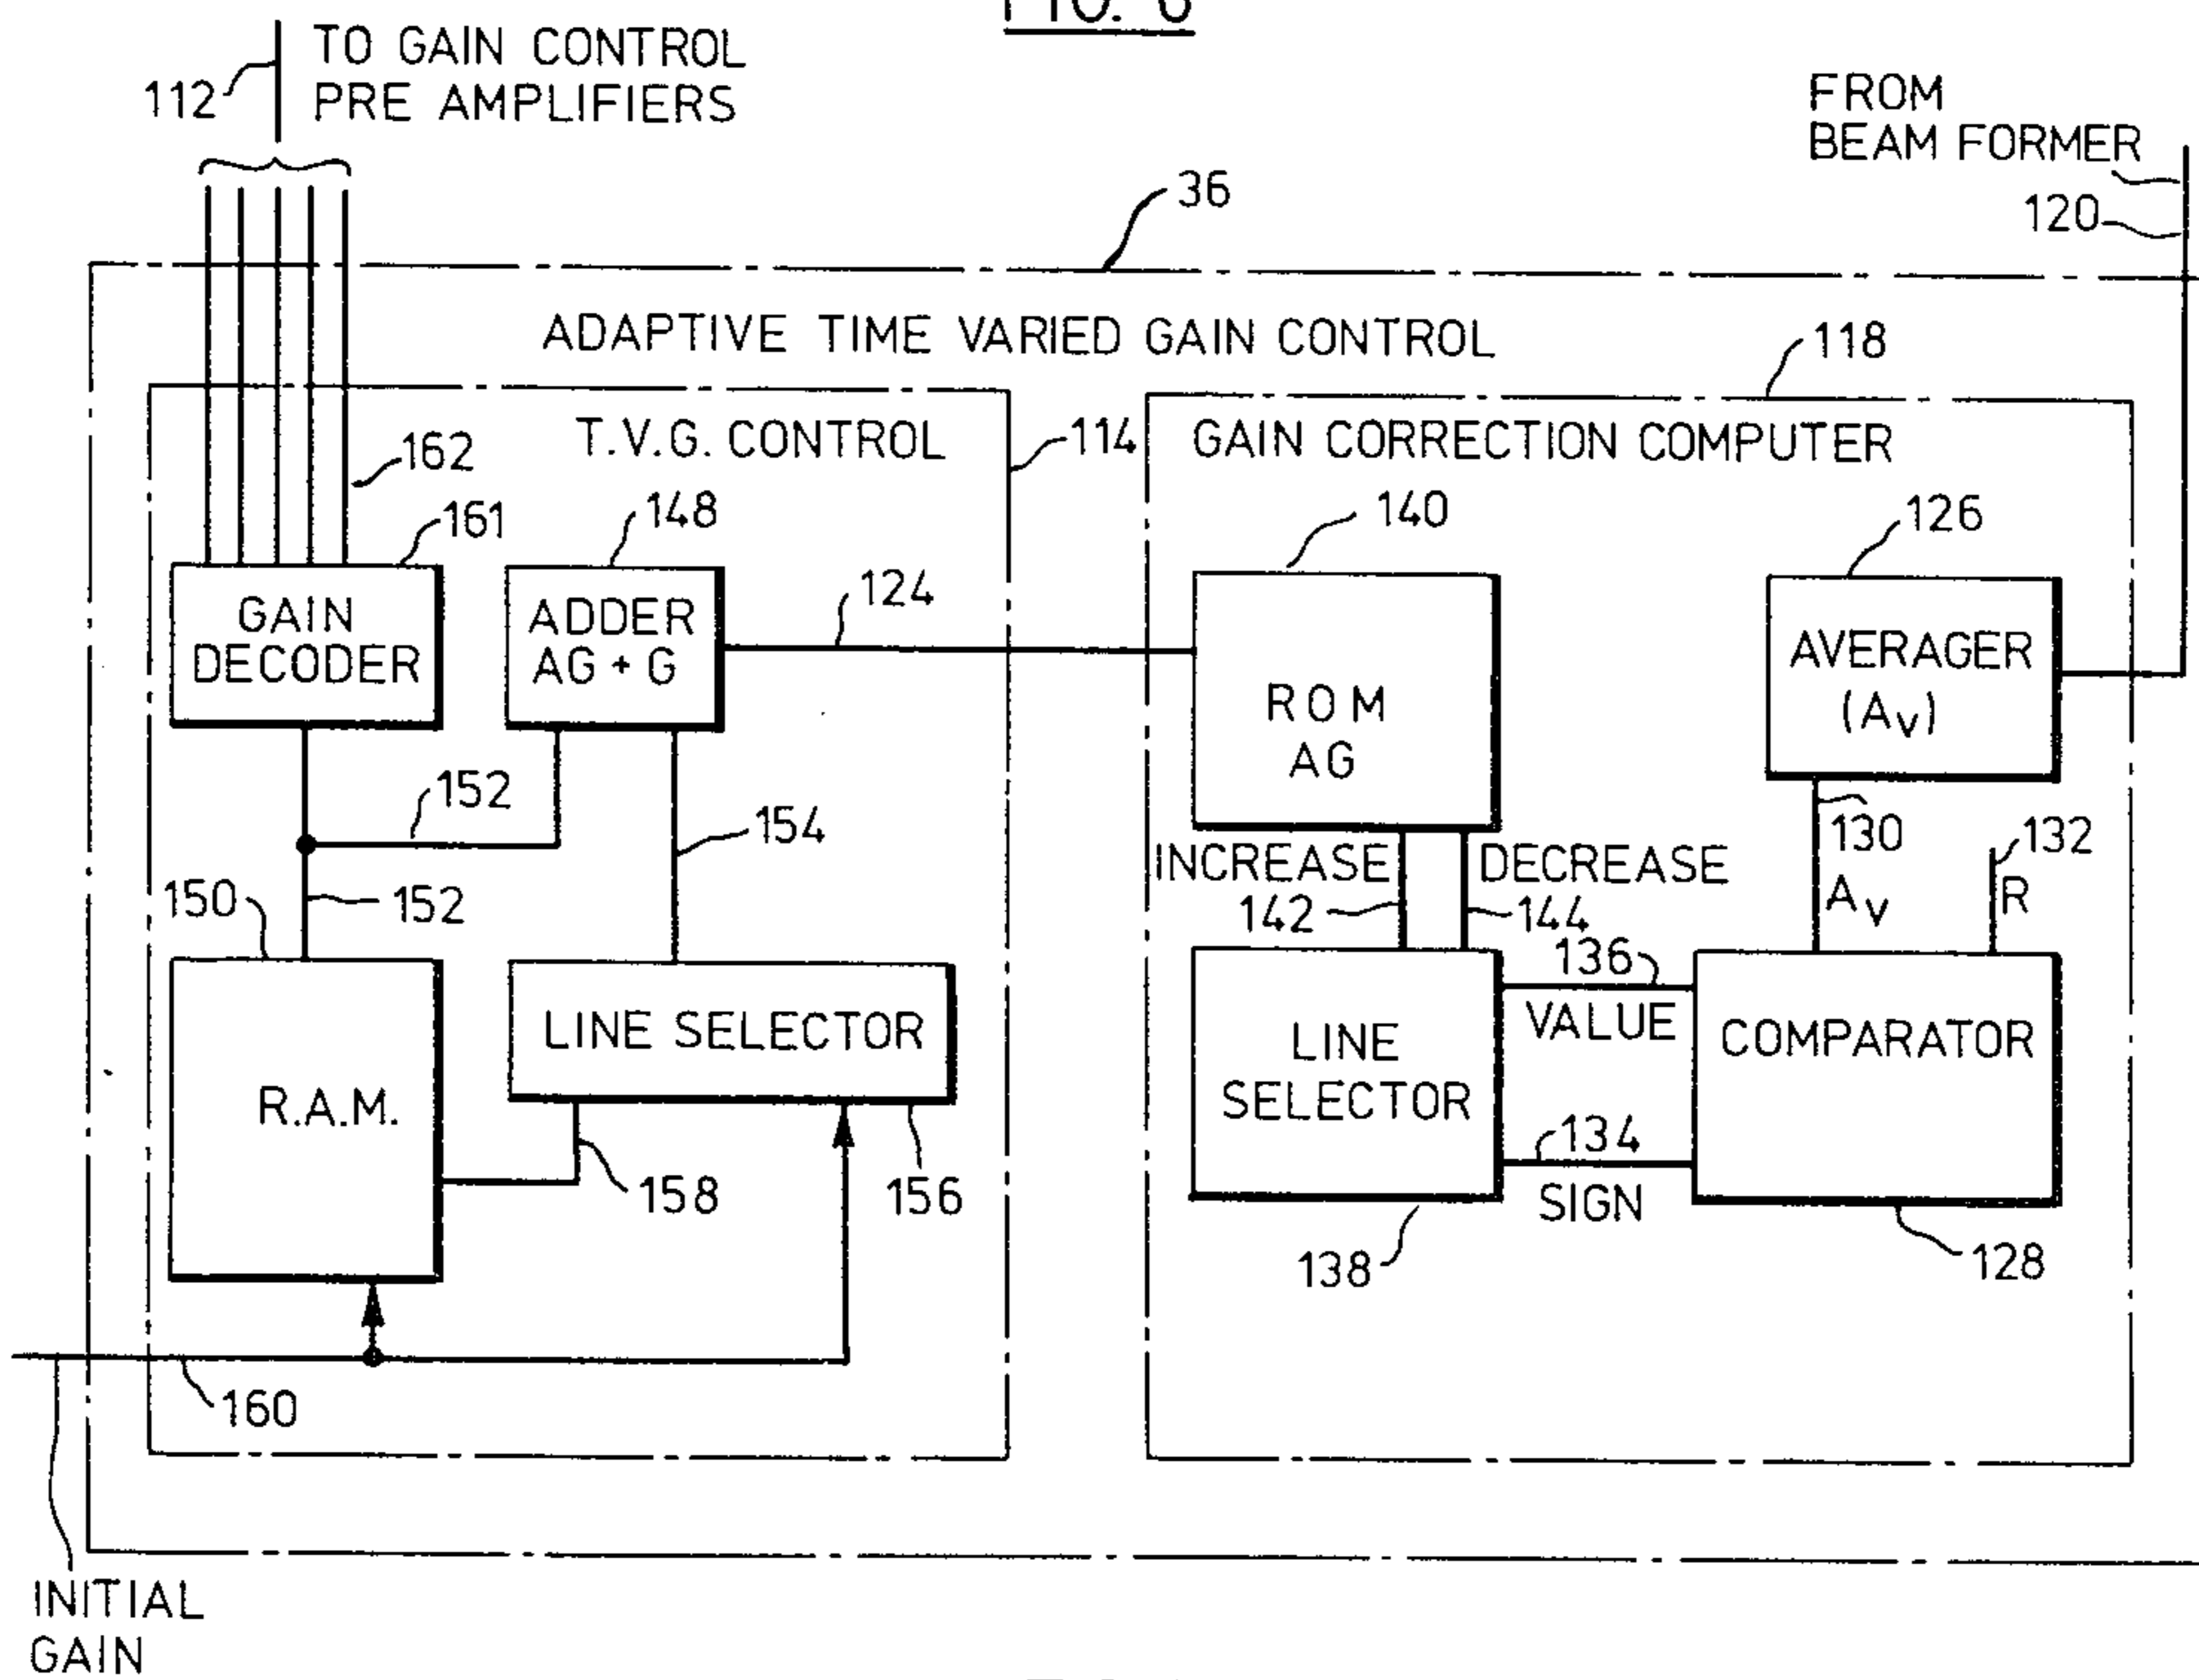 FIG. 6
TO GAIN CONTROL
PRE AMPLIFIERS
112
FROM
BEAM FORMER
120
36
ADAPTIVE TIME VARIED GAIN CONTROL
118
T.V.G. CONTROL
114
GAIN CORRECTION COMPUTER
162
161
148
124
140
126
GAIN
DECODER
ADDER
AG + G
ROM
AG
AVERAGER
(Av)
152
154
130
132
INCREASE
142
DECREASE
144
Av
R
150
152
136
VALUE
R.A.M.
LINE SELECTOR
LINE
SELECTOR
COMPARATOR
134
SIGN
158
156
138
128
160
INITIAL
GAIN